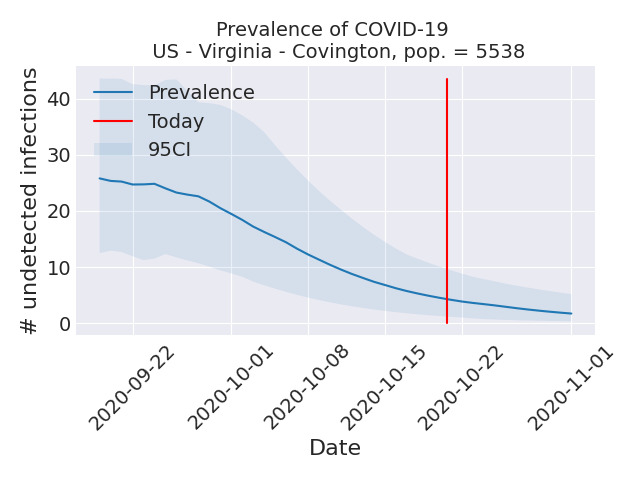 Prevalence of COVID-19
US - Virginia - Covington, pop. = 5538
# undetected infections
40
30
20
10
0
Prevalence
Today
95CI
2020-09-22
2020-10-01
2020-10-08
2020-10-15
2020-10-22
2020-11-01
Date